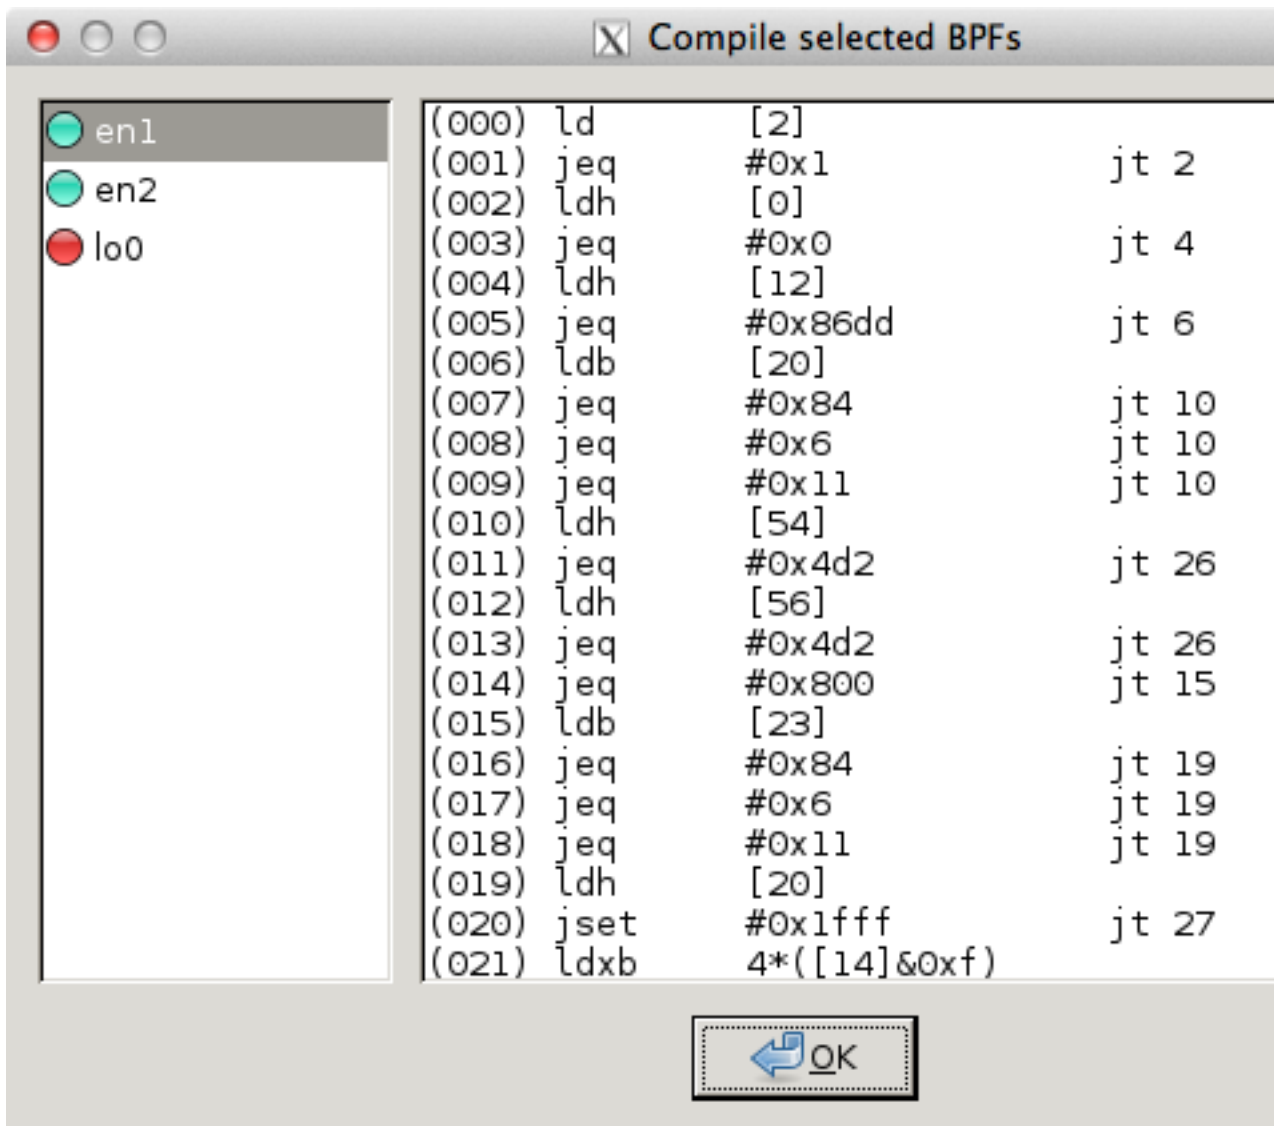 Compile selected BPFs
en1
en2
lo0
(000) ld [2]
(001) jeq #0x1 jt 2
(002) ldh [0]
(003) jeq #0x0 jt 4
(004) ldh [12]
(005) jeq #0x86dd jt 6
(006) ldb [20]
(007) jeq #0x84 jt 10
(008) jeq #0x6 jt 10
(009) jeq #0x11 jt 10
(010) ldh [54]
(011) jeq #0x4d2 jt 26
(012) ldh [56]
(013) jeq #0x4d2 jt 26
(014) jeq #0x800 jt 15
(015) ldb [23]
(016) jeq #0x84 jt 19
(017) jeq #0x6 jt 19
(018) jeq #0x11 jt 19
(019) ldh [20]
(020) jset #0x1fff jt 27
(021) ldxb 4*([14]&0xf)
OK